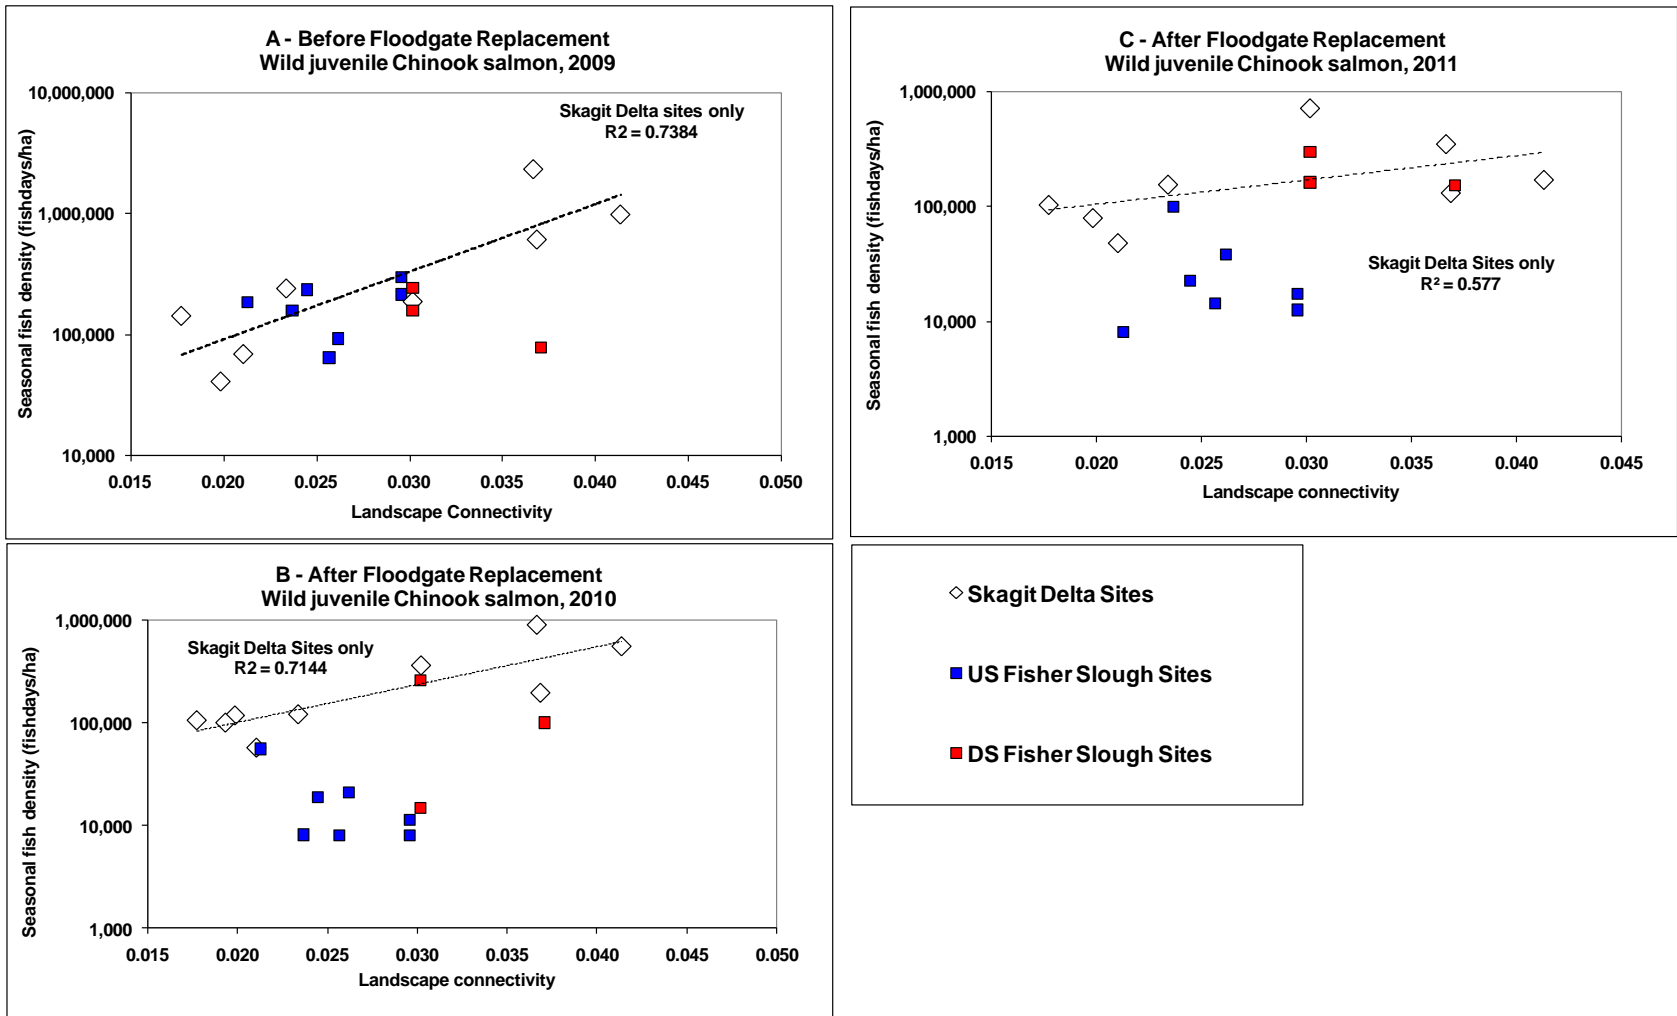 A - Before Floodgate Replacement
Wild juvenile Chinook salmon, 2009
Skagit Delta sites only
R2 = 0.7384
Seasonal fish density (fishdays/ha)
10,000,000
1,000,000
100,000
10,000
0.015 0.020 0.025 0.030 0.035 0.040 0.045 0.050
Landscape Connectivity
C - After Floodgate Replacement
Wild juvenile Chinook salmon, 2011
Seasonal fish density (fishdays/ha)
1,000,000
100,000
10,000
1,000
Skagit Delta Sites only
R² = 0.577
0.015 0.020 0.025 0.030 0.035 0.040 0.045
Landscape connectivity
B - After Floodgate Replacement
Wild juvenile Chinook salmon, 2010
Skagit Delta Sites only
R2 = 0.7144
Seasonal fish density (fishdays/ha)
1,000,000
100,000
10,000
1,000
0.015 0.020 0.025 0.030 0.035 0.040 0.045 0.050
Landscape connectivity
Skagit Delta Sites
US Fisher Slough Sites
DS Fisher Slough Sites